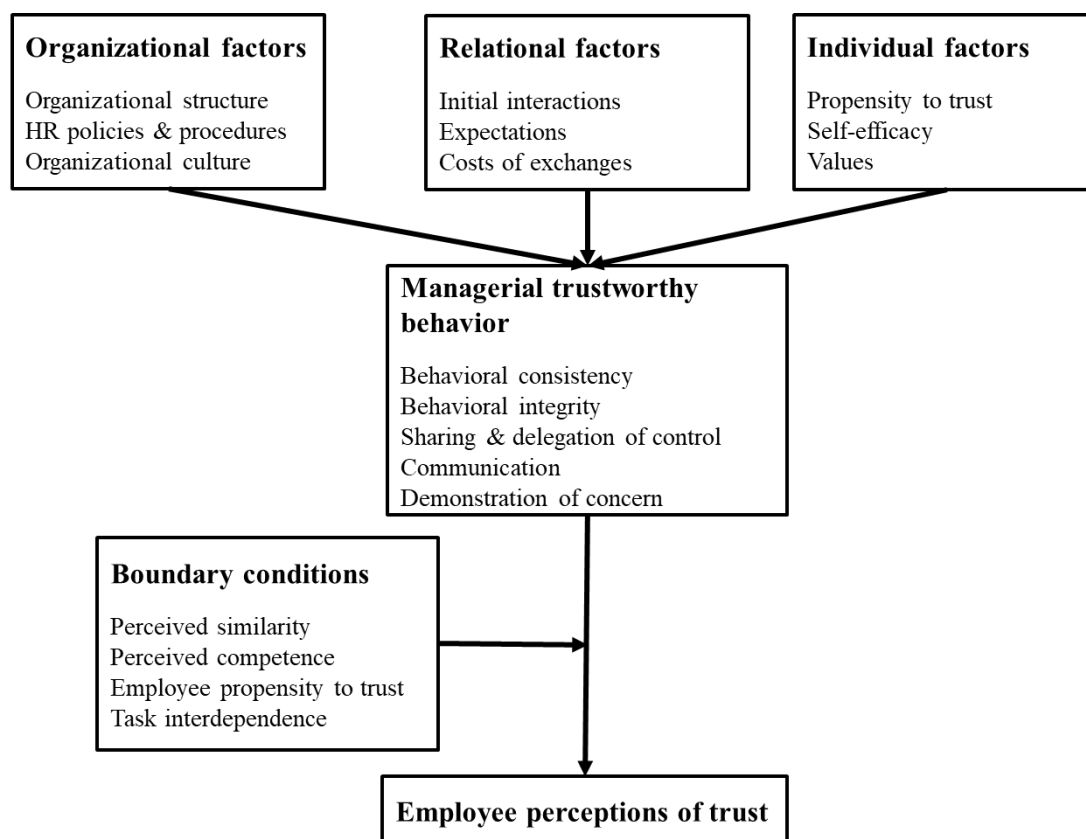 Organizational factors
Organizational structure
HR policies & procedures
Organizational culture
Relational factors
Initial interactions
Expectations
Costs of exchanges
Individual factors
Propensity to trust
Self-efficacy
Values
Managerial trustworthy
behavior
Behavioral consistency
Behavioral integrity
Sharing & delegation of control
Communication
Demonstration of concern
Boundary conditions
Perceived similarity
Perceived competence
Employee propensity to trust
Task interdependence
Employee perceptions of trust